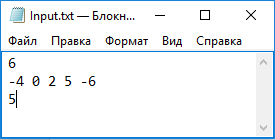 Input.txt — Блокн...
Файл Правка Формат Вид Справка
6
-4 0 2 5 -6
5